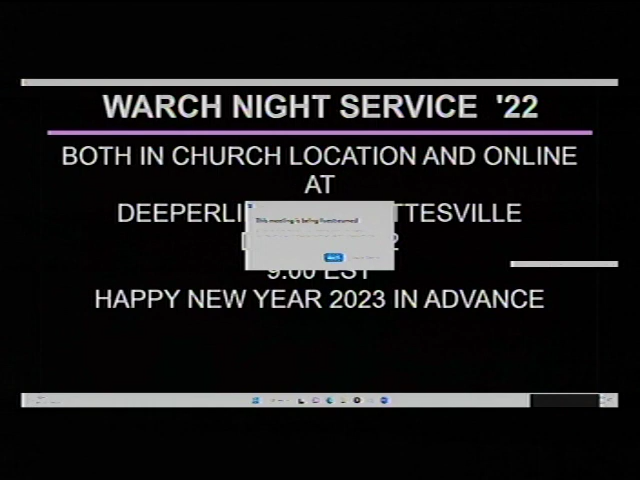 WARCH NIGHT SERVICE '22
BOTH IN CHURCH LOCATION AND ONLINE
AT
DEEPERLI TTESVILLE
This meeting is being livestreamed
2
9:00 EST
HAPPY NEW YEAR 2023 IN ADVANCE